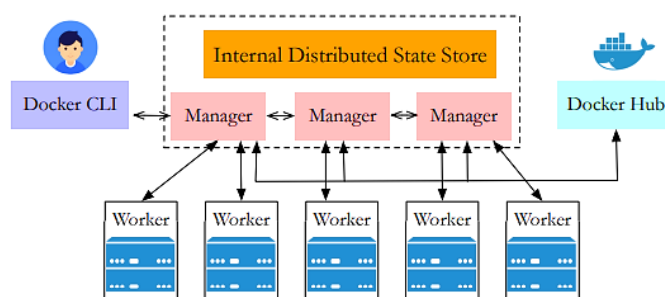 Internal Distributed State Store
Docker CLI
Manager
Manager
Manager
Docker Hub
Worker
Worker
Worker
Worker
Worker